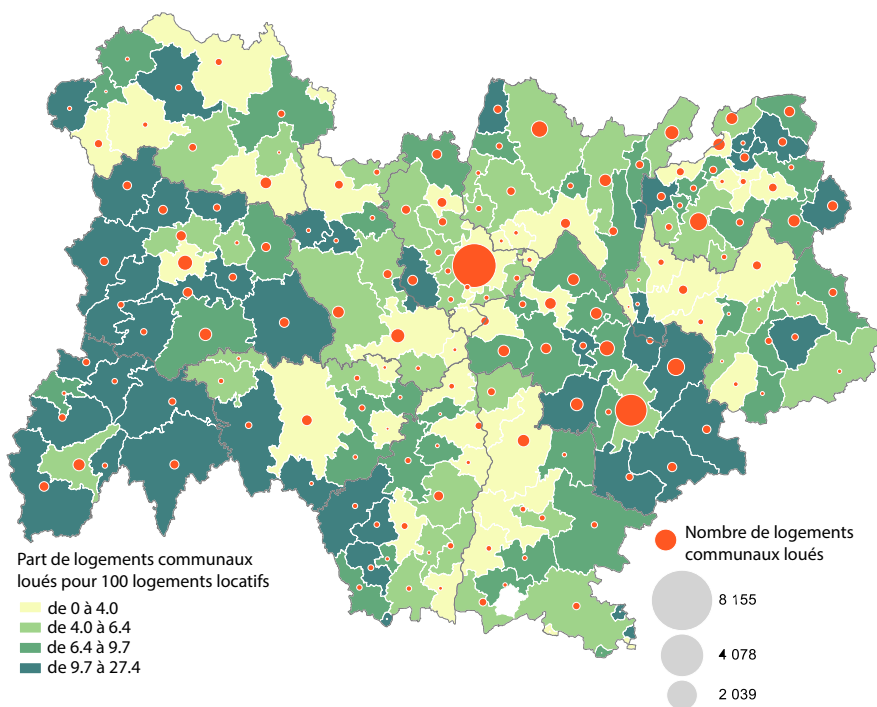 Part de logements communaux
loués pour 100 logements locatifs
de 0 à 4.0
de 4.0 à 6.4
de 6.4 à 9.7
de 9.7 à 27.4
Nombre de logements
communaux loués
8 155
4 078
2 039